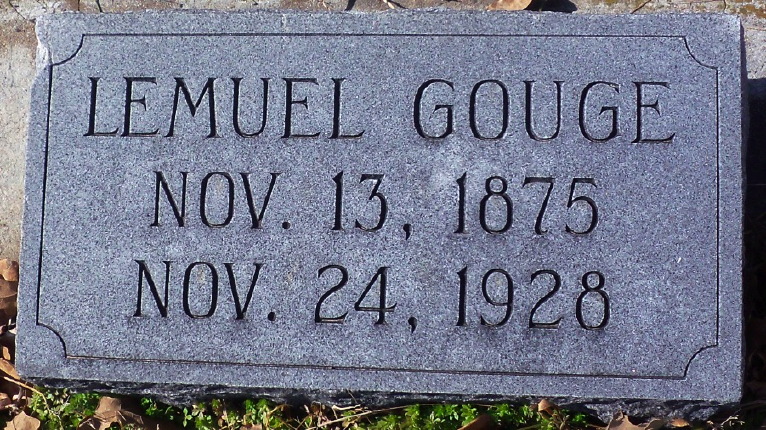 LEMUEL GOUGE
NOV. 13, 1875
NOV. 24, 1928